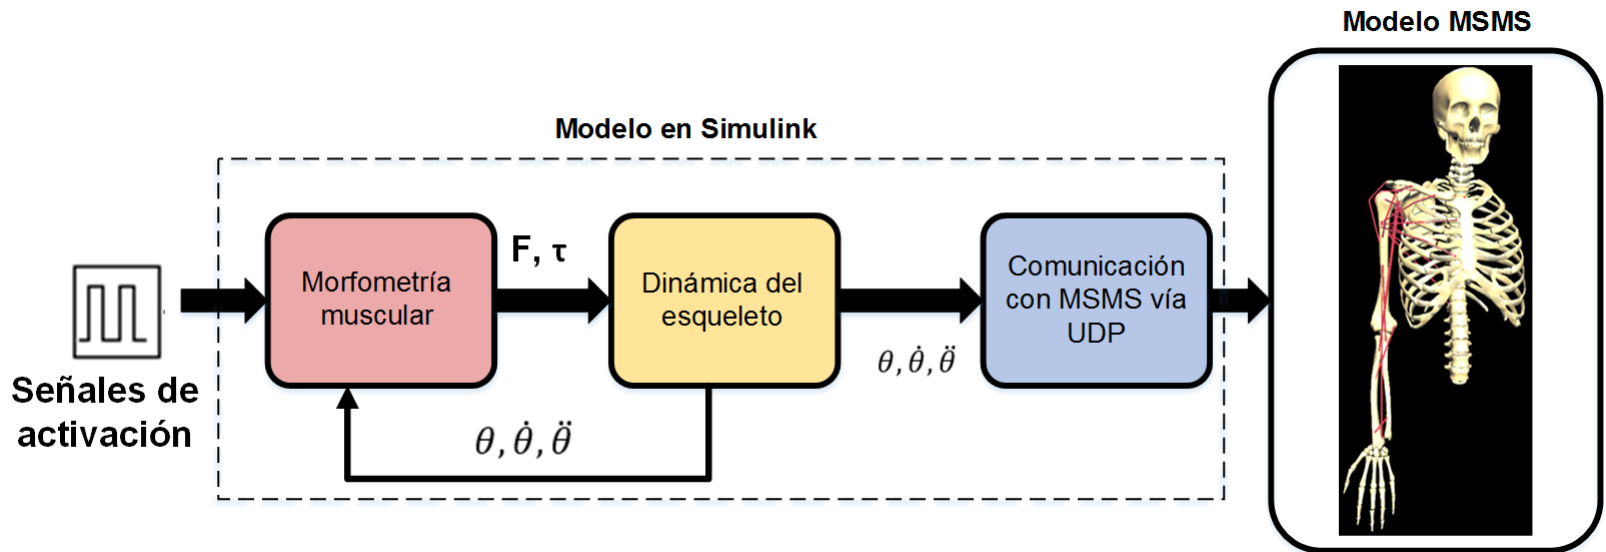 Modelo MSMS
Modelo en Simulink
Señales de
activación
Morfometría
muscular
F, τ
Dinámica del
esqueleto
θ, θ̇, θ̈
θ, θ̇, θ̈
Comunicación
con MSMS vía
UDP